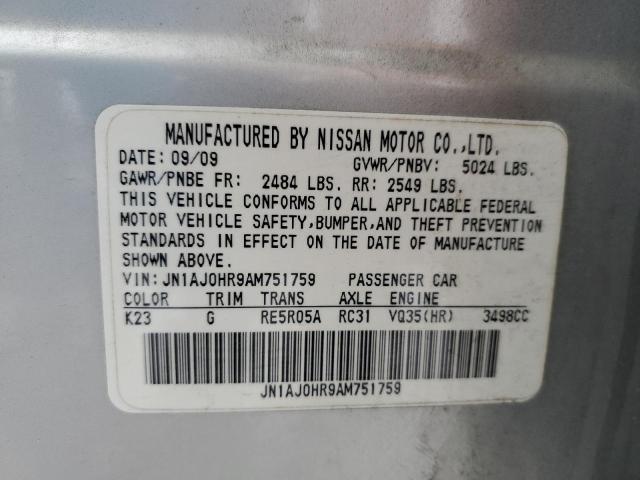 MANUFACTURED BY NISSAN MOTOR CO.,LTD.
DATE: 09/09 GVWR/PNBV: 5024 LBS.
GAWR/PNBE FR: 2484 LBS. RR: 2549 LBS.
THIS VEHICLE CONFORMS TO ALL APPLICABLE FEDERAL
MOTOR VEHICLE SAFETY,BUMPER,AND THEFT PREVENTION
STANDARDS IN EFFECT ON THE DATE OF MANUFACTURE
SHOWN ABOVE.
VIN: JN1AJ0HR9AM751759 PASSENGER CAR
COLOR TRIM TRANS AXLE ENGINE
K23 G RE5R05A RC31 VQ35(HR) 3498CC
JN1AJ0HR9AM751759